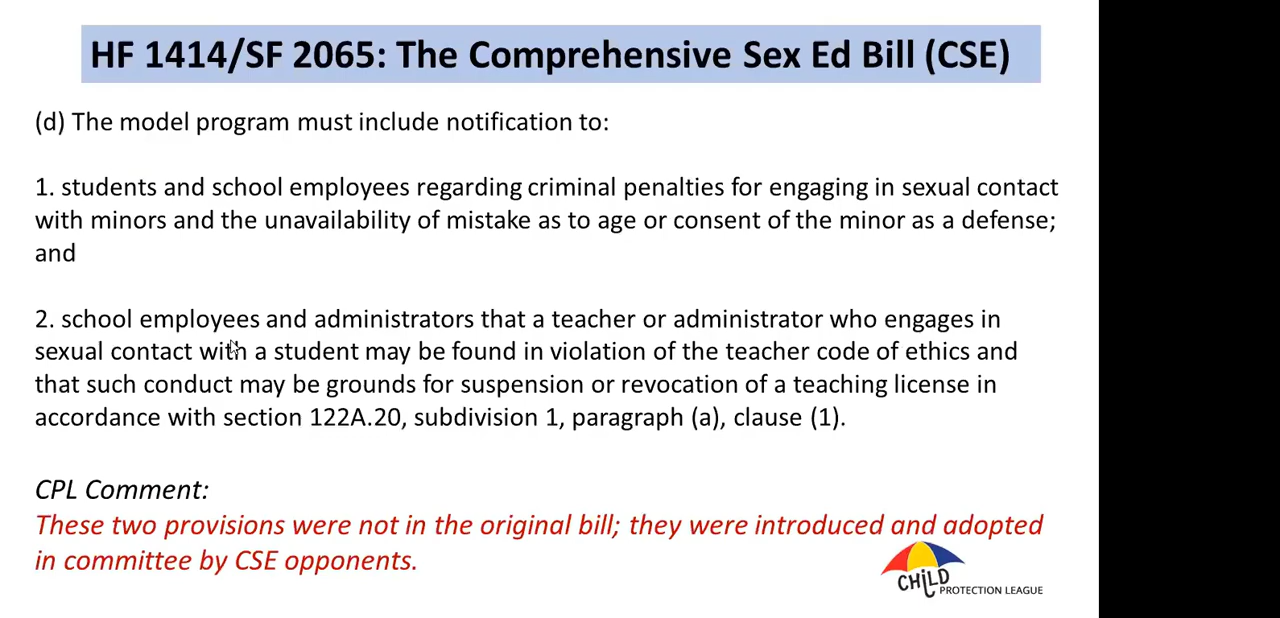 HF 1414/SF 2065: The Comprehensive Sex Ed Bill (CSE)
(d) The model program must include notification to:
1. students and school employees regarding criminal penalties for engaging in sexual contact
with minors and the unavailability of mistake as to age or consent of the minor as a defense;
and
2. school employees and administrators that a teacher or administrator who engages in
sexual contact with a student may be found in violation of the teacher code of ethics and
that such conduct may be grounds for suspension or revocation of a teaching license in
accordance with section 122A.20, subdivision 1, paragraph (a), clause (1).
CPL Comment:
These two provisions were not in the original bill; they were introduced and adopted
in committee by CSE opponents.
CHiLD
PROTECTION LEAGUE